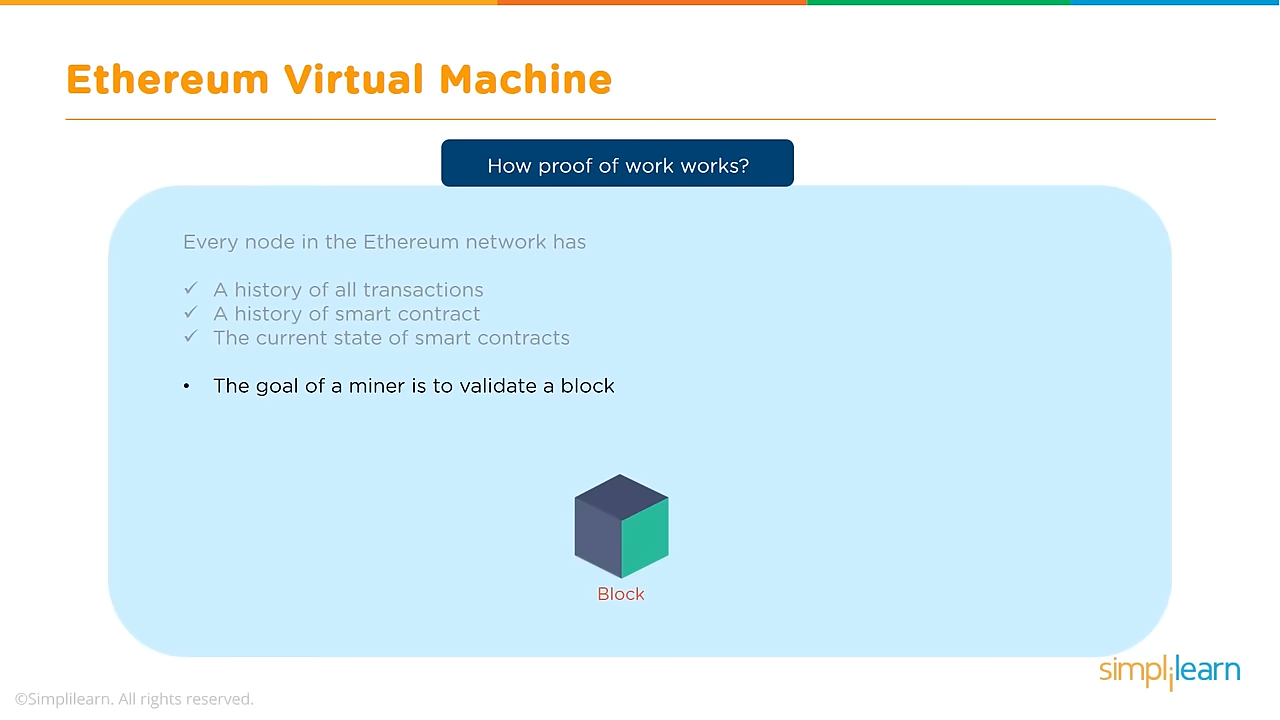 Ethereum Virtual Machine
How proof of work works?
Every node in the Ethereum network has
✓ A history of all transactions
✓ A history of smart contract
✓ The current state of smart contracts
• The goal of a miner is to validate a block
Block
simplilearn
©Simplilearn. All rights reserved.